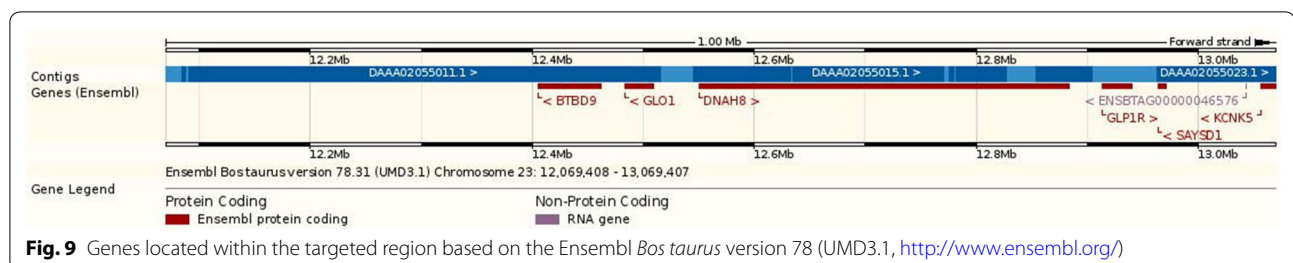 1.00 Mb Forward strand
12.2Mb 12.4Mb 12.6Mb 12.8Mb 13.0Mb
Contigs DAAA02055011.1 > DAAA02055015.1 > DAAA02055023.1 >
Genes (Ensembl)
< BTBD9 < GLO1 DNAH8 > < ENSBTAG00000046576
GLP1R > < KCNK5
< SAYSD1
12.2Mb 12.4Mb 12.6Mb 12.8Mb 13.0Mb
Ensembl Bos taurus version 78.31 (UMD3.1) Chromosome 23: 12,069,408 - 13,069,407
Gene Legend
Protein Coding Non-Protein Coding
Ensembl protein coding RNA gene
Fig. 9 Genes located within the targeted region based on the Ensembl Bos taurus version 78 (UMD3.1, http://www.ensembl.org/)